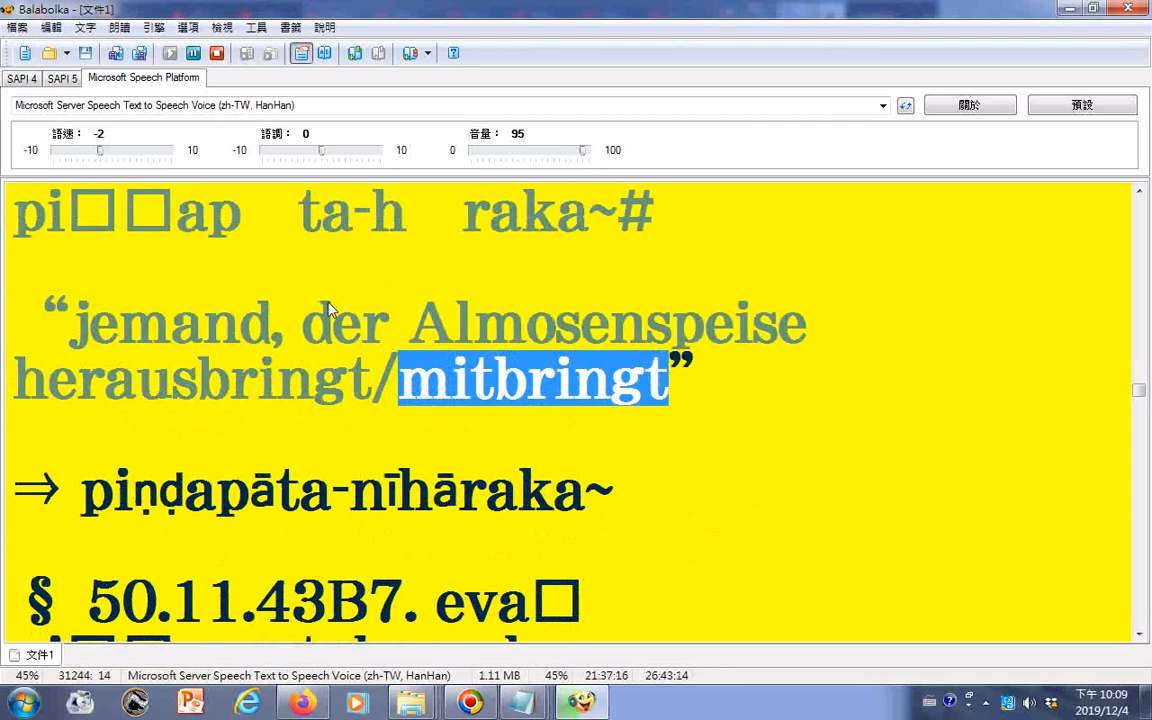 Balabolka - [文件1]
檔案 編輯 文字 朗讀 引擎 選項 檢視 工具 書籤 說明
SAPI 4 SAPI 5 Microsoft Speech Platform
Microsoft Server Speech Text to Speech Voice (zh-TW, HanHan) 關於 預設
語速： -2 語調： 0 音量： 95
-10 10 -10 10 0 100
pi□□ap ta-h raka~#
“jemand, der Almosenspeise
herausbringt/mitbringt”
⇒ piṇḍapāta-nīhāraka~
§ 50.11.43B7. eva□
文件1
45% 31244: 14 Microsoft Server Speech Text to Speech Voice (zh-TW, HanHan) 1.11 MB 45% 21:37:16 26:43:14
下午 10:09
2019/12/4